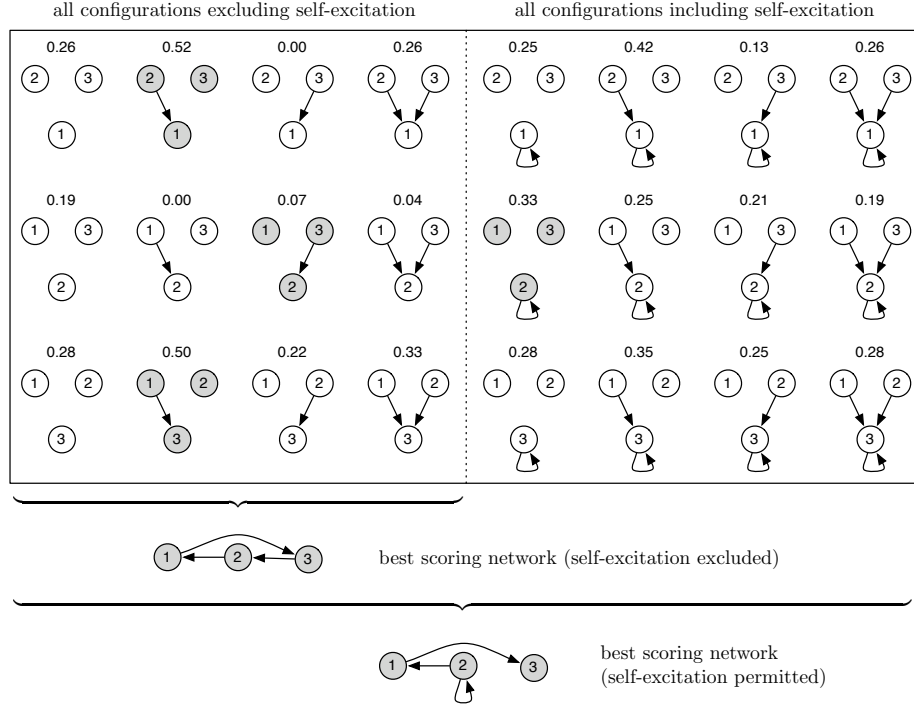 all configurations excluding self-excitation all configurations including self-excitation
0.26 0.52 0.00 0.26 0.25 0.42 0.13 0.26
2 3 2 3 2 3 2 3 2 3 2 3 2 3 2 3
1 1 1 1 1 1 1 1
0.19 0.00 0.07 0.04 0.33 0.25 0.21 0.19
1 3 1 3 1 3 1 3 1 3 1 3 1 3 1 3
2 2 2 2 2 2 2 2
0.28 0.50 0.22 0.33 0.28 0.35 0.25 0.28
1 2 1 2 1 2 1 2 1 2 1 2 1 2 1 2
3 3 3 3 3 3 3 3
1 2 3 best scoring network (self-excitation excluded)
1 2 3 best scoring network
(self-excitation permitted)